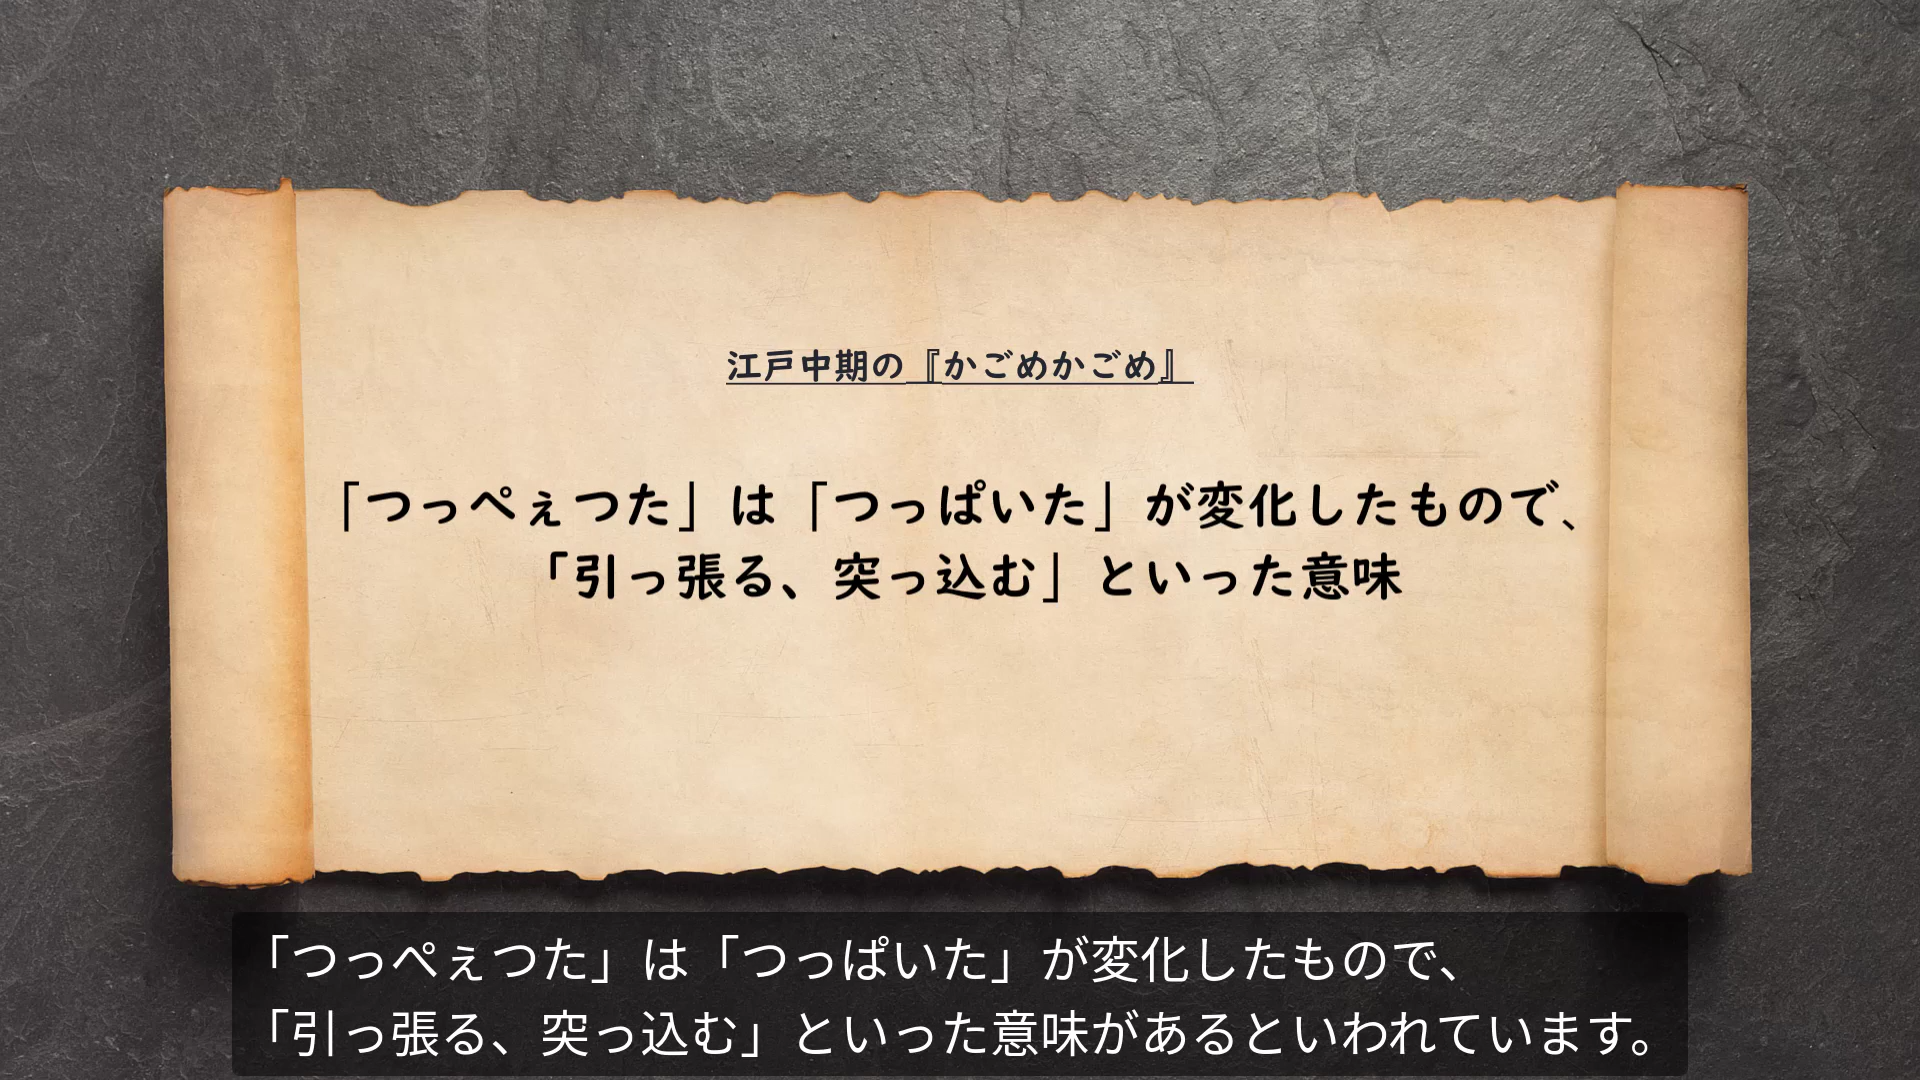 江戸中期の『かごめかごめ』
「つっぺぇつた」は「つっぱいた」が変化したもので、
「引っ張る、突っ込む」といった意味
「つっぺぇつた」は「つっぱいた」が変化したもので、
「引っ張る、突っ込む」といった意味があるといわれています。